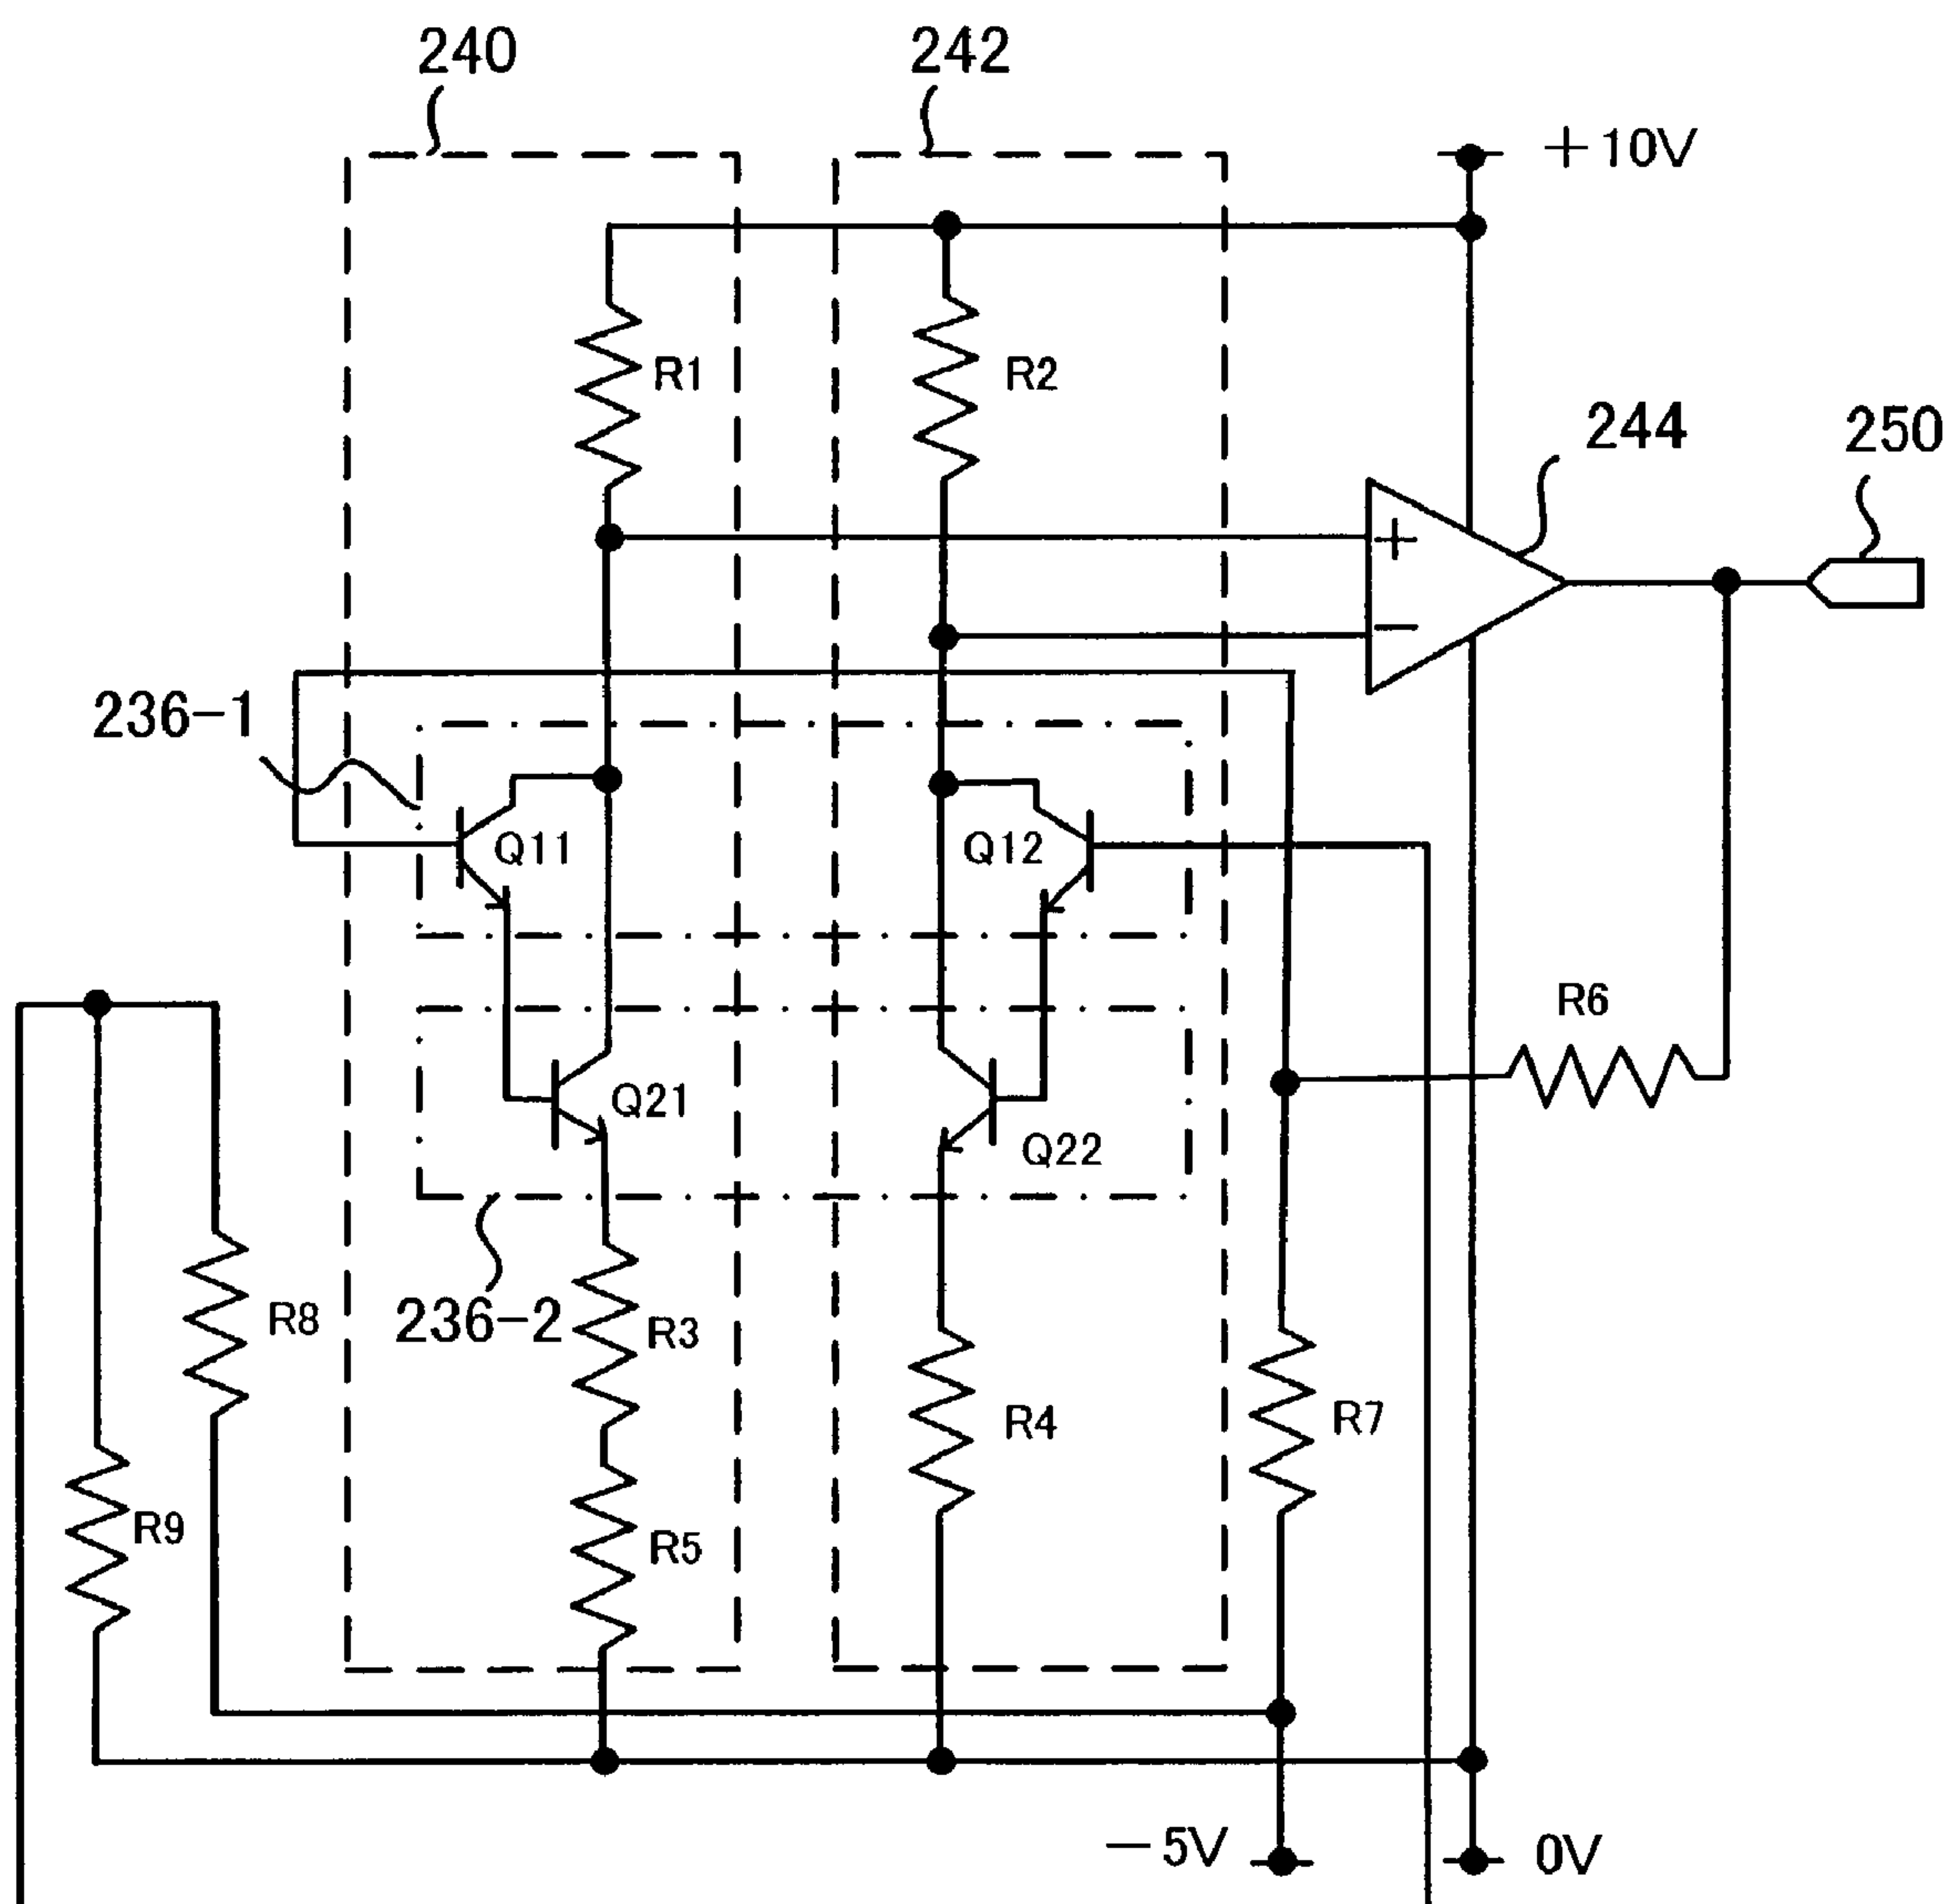 240
242
+10V
R1
R2
244
250
+
−
236-1
Q11
Q12
R6
Q21
Q22
R8
236-2
R3
R4
R7
R9
R5
−5V
0V